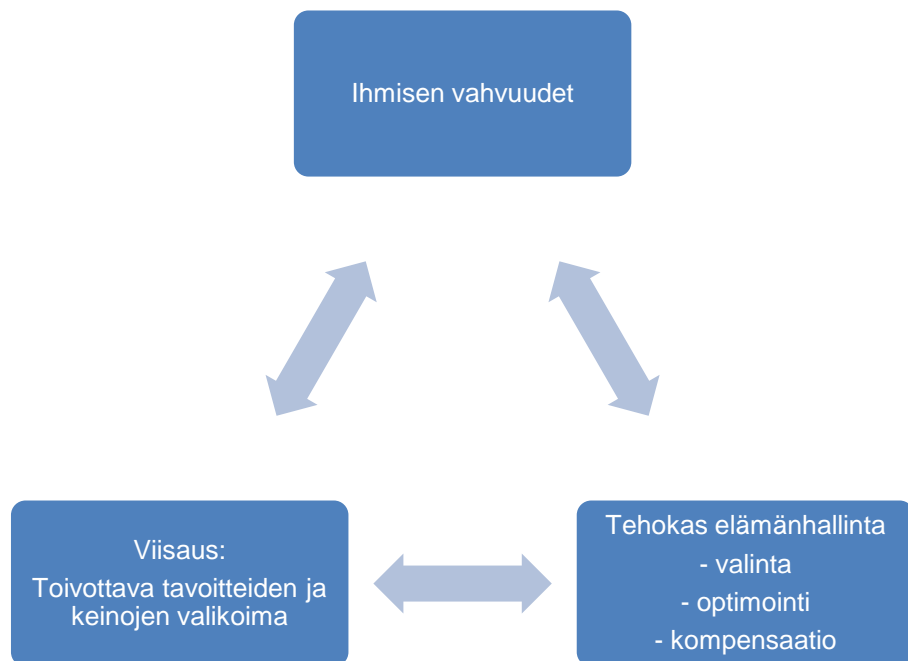 Ihmisen vahvuudet
Viisaus:
Toivottava tavoitteiden ja
keinojen valikoima
Tehokas elämänhallinta
- valinta
- optimointi
- kompensaatio